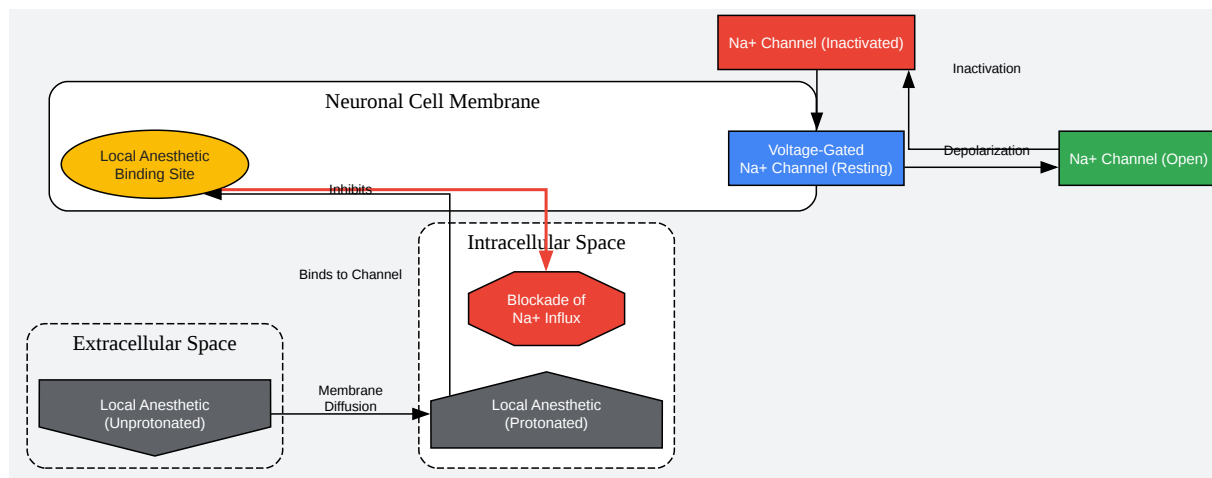 Na+ Channel (Inactivated)
Inactivation
Neuronal Cell Membrane
Local Anesthetic
Binding Site
Voltage-Gated
Na+ Channel (Resting)
Depolarization
Na+ Channel (Open)
Inhibits
Intracellular Space
Binds to Channel
Blockade of
Na+ Influx
Extracellular Space
Local Anesthetic
(Unprotonated)
Membrane
Diffusion
Local Anesthetic
(Protonated)